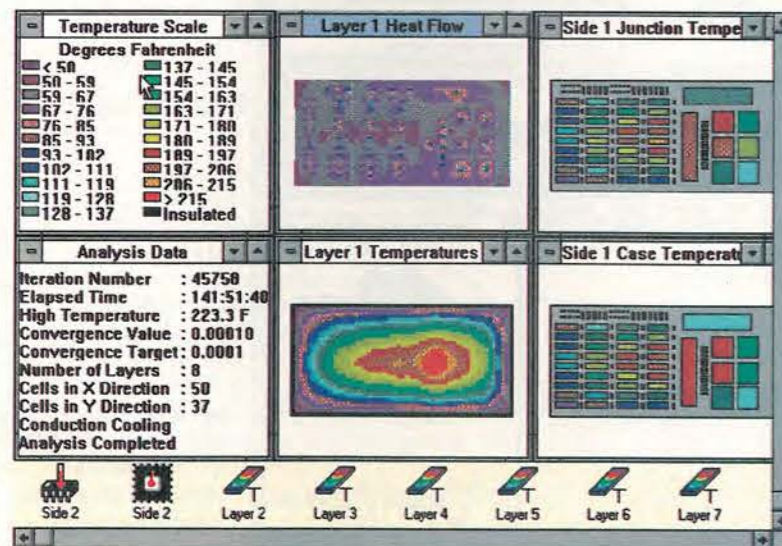 Temperature Scale
Degrees Fahrenheit
< 50
50 - 59
59 - 67
67 - 76
76 - 85
85 - 93
93 - 102
102 - 111
111 - 119
119 - 128
128 - 137
137 - 145
145 - 154
154 - 163
163 - 171
171 - 180
180 - 189
189 - 197
197 - 206
206 - 215
> 215
Insulated
Layer 1 Heat Flow
Side 1 Junction Tempe
Analysis Data
Iteration Number : 45758
Elapsed Time : 141:51:40
High Temperature : 223.3 F
Convergence Value : 0.00010
Convergence Target : 0.0001
Number of Layers : 8
Cells in X Direction : 50
Cells in Y Direction : 37
Conduction Cooling
Analysis Completed
Layer 1 Temperatures
Side 1 Case Temperatu
Side 2
Side 2
Layer 2
Layer 3
Layer 4
Layer 5
Layer 6
Layer 7